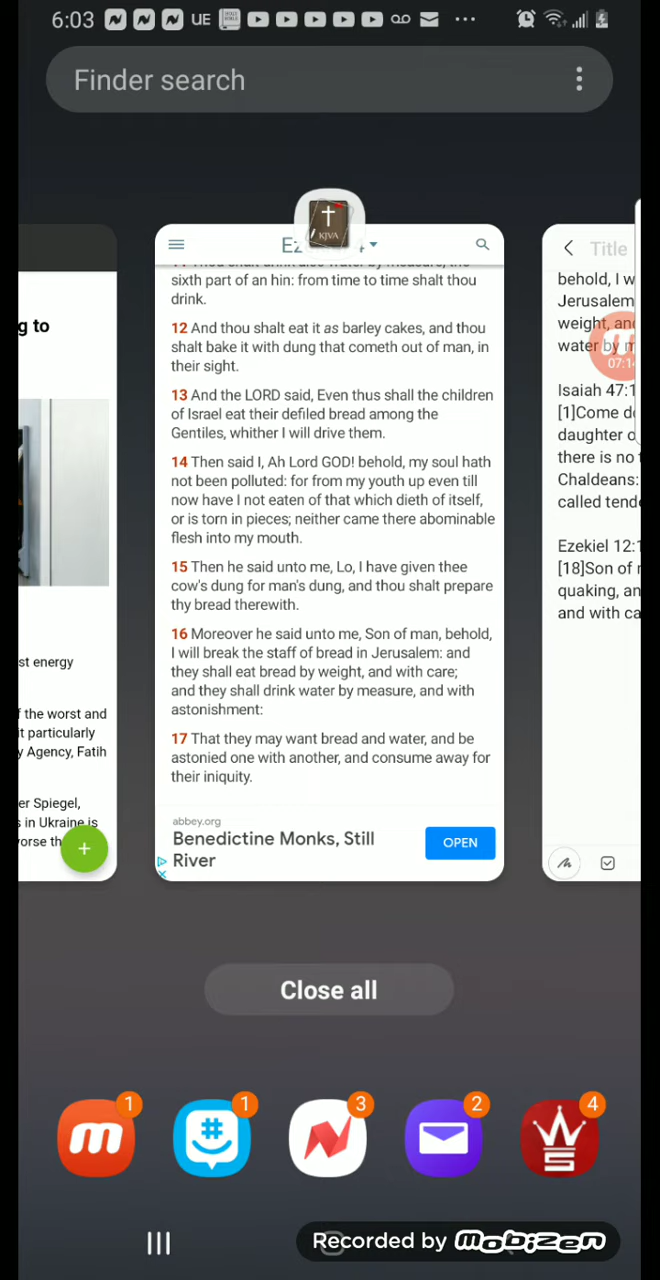 6:03
UE
Finder search
KJVA
sixth part of an hin: from time to time shalt thou
drink.
12 And thou shalt eat it as barley cakes, and thou
shalt bake it with dung that cometh out of man, in
their sight.
13 And the LORD said, Even thus shall the children
of Israel eat their defiled bread among the
Gentiles, whither I will drive them.
14 Then said I, Ah Lord GOD! behold, my soul hath
not been polluted: for from my youth up even till
now have I not eaten of that which dieth of itself,
or is torn in pieces; neither came there abominable
flesh into my mouth.
15 Then he said unto me, Lo, I have given thee
cow's dung for man's dung, and thou shalt prepare
thy bread therewith.
16 Moreover he said unto me, Son of man, behold,
I will break the staff of bread in Jerusalem: and
they shall eat bread by weight, and with care;
and they shall drink water by measure, and with
astonishment:
17 That they may want bread and water, and be
astonied one with another, and consume away for
their iniquity.
abbey.org
Benedictine Monks, Still
River
OPEN
g to
st energy
f the worst and
it particularly
y Agency, Fatih
er Spiegel,
s in Ukraine is
Title
behold, I w
Jerusalem
weight, and
water by m
07:14
Isaiah 47:1
[1]Come d
daughter o
there is no
Chaldeans:
called tend
Ezekiel 12:1
[18]Son of
quaking, an
and with ca
Close all
1
1
3
2
4
Recorded by mobizen